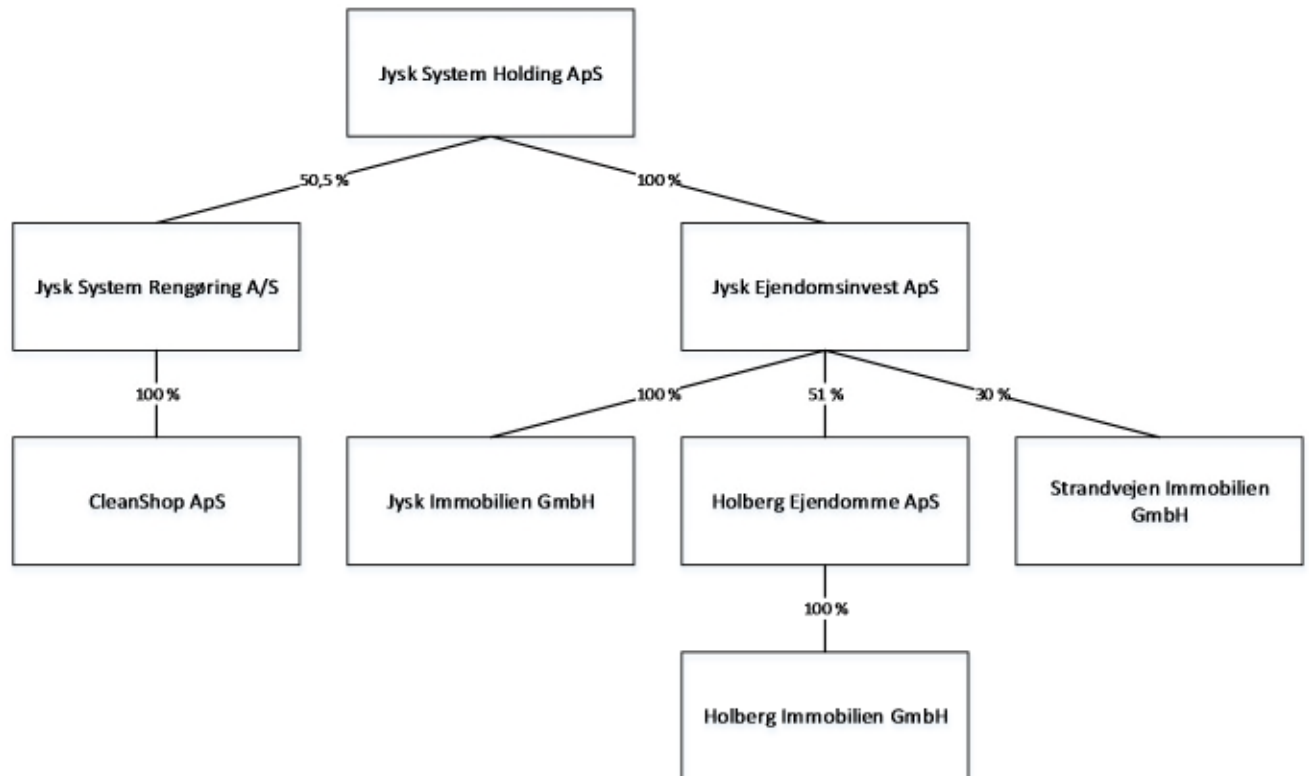 Jysk System Holding ApS
50,5 %
100 %
Jysk System Rengøring A/S
Jysk Ejendomsinvest ApS
100 %
100 %
51 %
30 %
CleanShop ApS
Jysk Immobilien GmbH
Holberg Ejendomme ApS
Strandvejen Immobilien
GmbH
100 %
Holberg Immobilien GmbH